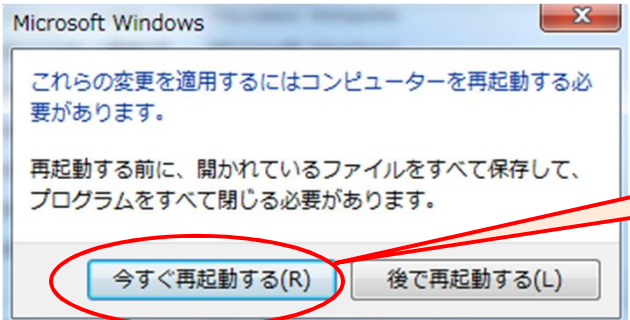 Microsoft Windows
これらの変更を適用するにはコンピューターを再起動する必
要があります。
再起動する前に、開かれているファイルをすべて保存して、
プログラムをすべて閉じる必要があります。
今すぐ再起動する(R)
後で再起動する(L)